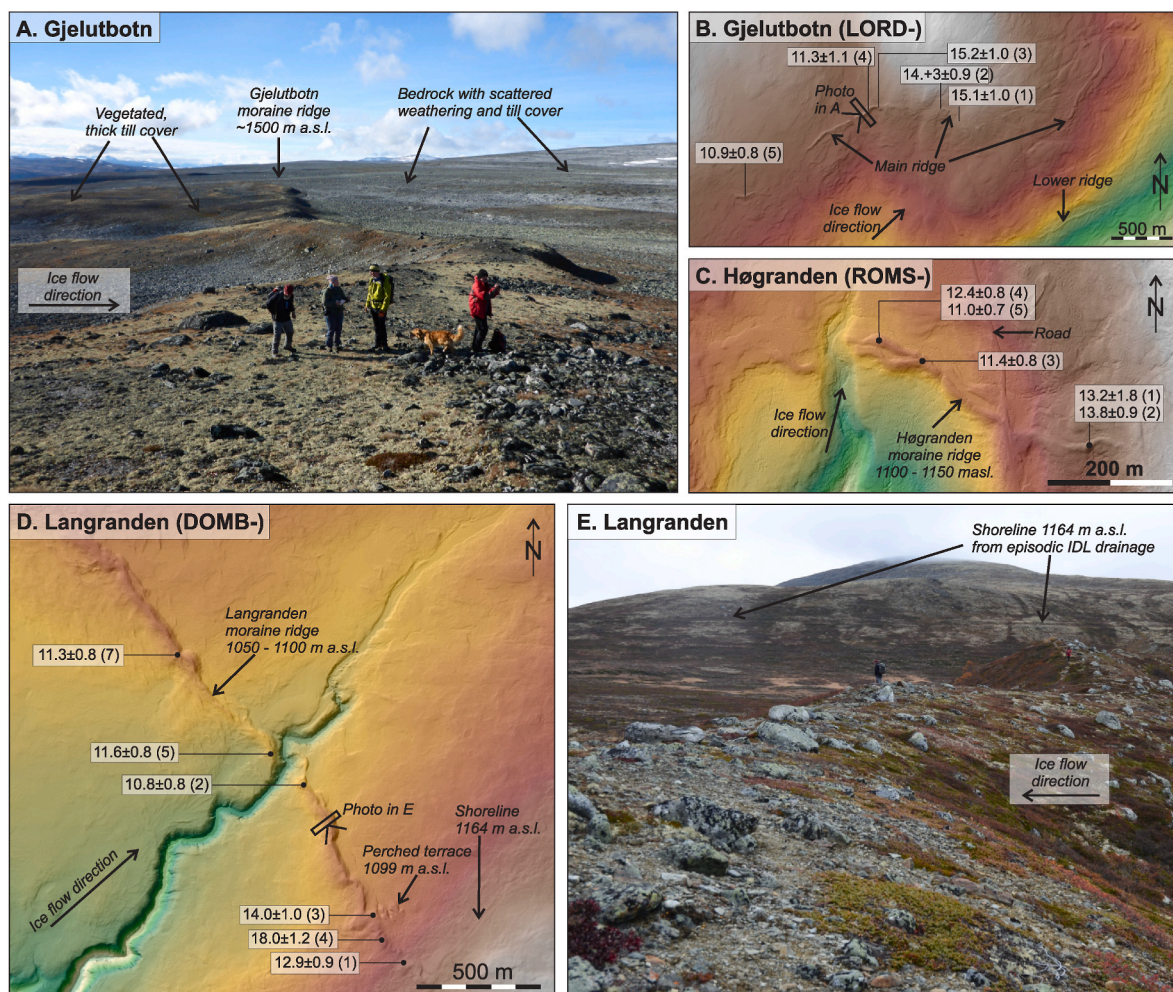 A. Gjelutbotn
Vegetated,
thick till cover
Gjelutbotn
moraine ridge
~1500 m a.s.l.
Bedrock with scattered
weathering and till cover
Ice flow
direction
B. Gjelutbotn (LORD-)
11.3±1.1 (4)
15.2±1.0 (3)
14.+3±0.9 (2)
15.1±1.0 (1)
Photo
in A
10.9±0.8 (5)
Main ridge
Lower ridge
Ice flow
direction
N
500 m
C. Høgranden (ROMS-)
12.4±0.8 (4)
11.0±0.7 (5)
N
Road
11.4±0.8 (3)
13.2±1.8 (1)
13.8±0.9 (2)
Ice flow
direction
Høgranden
moraine ridge
1100 - 1150 masl.
200 m
D. Langranden (DOMB-)
N
Langranden
moraine ridge
1050 - 1100 m a.s.l.
11.3±0.8 (7)
11.6±0.8 (5)
10.8±0.8 (2)
Photo in E
Shoreline
1164 m a.s.l.
Perched terrace
1099 m a.s.l.
Ice flow direction
14.0±1.0 (3)
18.0±1.2 (4)
12.9±0.9 (1)
500 m
E. Langranden
Shoreline 1164 m a.s.l.
from episodic IDL drainage
Ice flow
direction